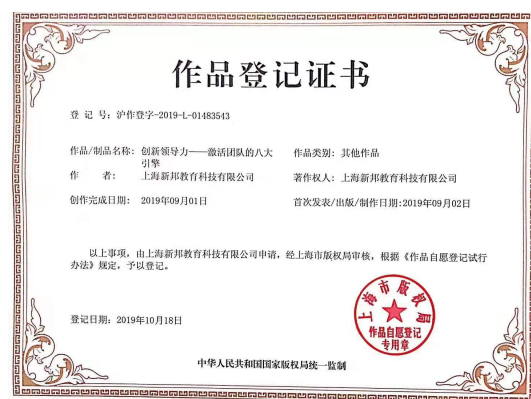 作品登记证书
登 记 号: 沪作登字-2019-L-01483543
作品/制品名称: 创新领导力——激活团队的八大引擎
作品类别: 其他作品
作 者: 上海新邦教育科技有限公司
著作权人: 上海新邦教育科技有限公司
创作完成日期: 2019年09月01日
首次发表/出版/制作日期:2019年09月02日
以上事项, 由上海新邦教育科技有限公司申请, 经上海市版权局审核, 根据《作品自愿登记试行
办法》规定, 予以登记。
登记日期: 2019年10月18日
上海市版权局
作品自愿登记
专用章
中华人民共和国国家版权局统一监制